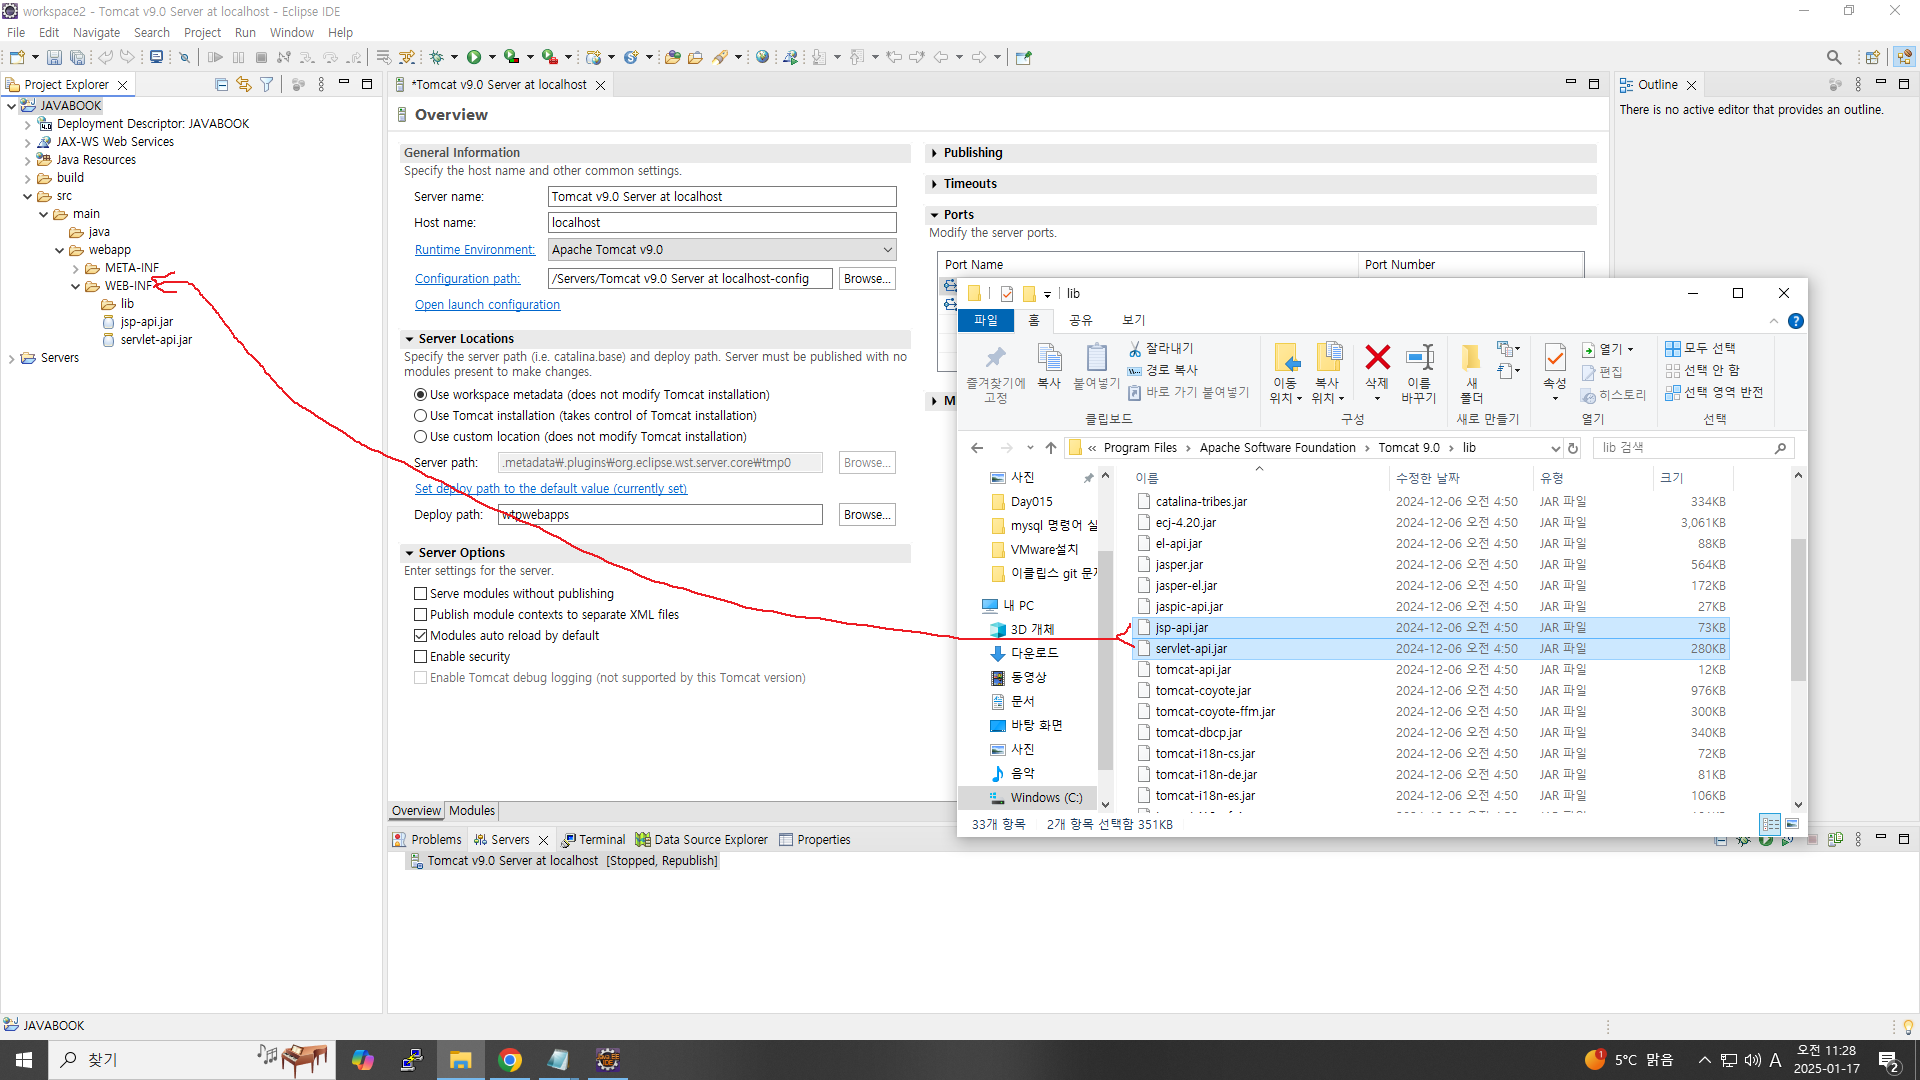 workspace2 - Tomcat v9.0 Server at localhost - Eclipse IDE
File Edit Navigate Search Project Run Window Help
Project Explorer
JAVABOOK
Deployment Descriptor: JAVABOOK
JAX-WS Web Services
Java Resources
build
src
main
java
webapp
META-INF
WEB-INF
lib
jsp-api.jar
servlet-api.jar
Servers
*Tomcat v9.0 Server at localhost
Overview
General Information
Specify the host name and other common settings.
Server name: Tomcat v9.0 Server at localhost
Host name: localhost
Runtime Environment: Apache Tomcat v9.0
Configuration path: /Servers/Tomcat v9.0 Server at localhost-config Browse...
Open launch configuration
Server Locations
Specify the server path (i.e. catalina.base) and deploy path. Server must be published with no
modules present to make changes.
Use workspace metadata (does not modify Tomcat installation)
Use Tomcat installation (takes control of Tomcat installation)
Use custom location (does not modify Tomcat installation)
Server path: .metadata₩.plugins₩org.eclipse.wst.server.core₩tmp0 Browse...
Set deploy path to the default value (currently set)
Deploy path: wtpwebapps Browse...
Server Options
Enter settings for the server.
Serve modules without publishing
Publish module contexts to separate XML files
Modules auto reload by default
Enable security
Enable Tomcat debug logging (not supported by this Tomcat version)
Overview Modules
Publishing
Timeouts
Ports
Modify the server ports.
Port Name Port Number
M
Outline
There is no active editor that provides an outline.
lib
파일 홈 공유 보기
즐겨찾기에 고정
복사
붙여넣기
잘라내기
경로 복사
바로 가기 붙여넣기
클립보드
이동 위치
복사 위치
삭제
이름 바꾸기
구성
새 폴더
새로 만들기
속성
열기
편집
히스토리
열기
모두 선택
선택 안 함
선택 영역 반전
선택
« Program Files › Apache Software Foundation › Tomcat 9.0 › lib
lib 검색
사진
Day015
mysql 명령어 실
VMware설치
이클립스 git 문
내 PC
3D 개체
다운로드
동영상
문서
바탕 화면
사진
음악
Windows (C:)
이름 수정한 날짜 유형 크기
catalina-tribes.jar 2024-12-06 오전 4:50 JAR 파일 334KB
ecj-4.20.jar 2024-12-06 오전 4:50 JAR 파일 3,061KB
el-api.jar 2024-12-06 오전 4:50 JAR 파일 88KB
jasper.jar 2024-12-06 오전 4:50 JAR 파일 564KB
jasper-el.jar 2024-12-06 오전 4:50 JAR 파일 172KB
jaspic-api.jar 2024-12-06 오전 4:50 JAR 파일 27KB
jsp-api.jar 2024-12-06 오전 4:50 JAR 파일 73KB
servlet-api.jar 2024-12-06 오전 4:50 JAR 파일 280KB
tomcat-api.jar 2024-12-06 오전 4:50 JAR 파일 12KB
tomcat-coyote.jar 2024-12-06 오전 4:50 JAR 파일 976KB
tomcat-coyote-ffm.jar 2024-12-06 오전 4:50 JAR 파일 300KB
tomcat-dbcp.jar 2024-12-06 오전 4:50 JAR 파일 340KB
tomcat-i18n-cs.jar 2024-12-06 오전 4:50 JAR 파일 72KB
tomcat-i18n-de.jar 2024-12-06 오전 4:50 JAR 파일 81KB
tomcat-i18n-es.jar 2024-12-06 오전 4:50 JAR 파일 106KB
33개 항목 2개 항목 선택함 351KB
Problems Servers Terminal Data Source Explorer Properties
Tomcat v9.0 Server at localhost [Stopped, Republish]
JAVABOOK
찾기
1
5°C 맑음
A
오전 11:28
2025-01-17
2